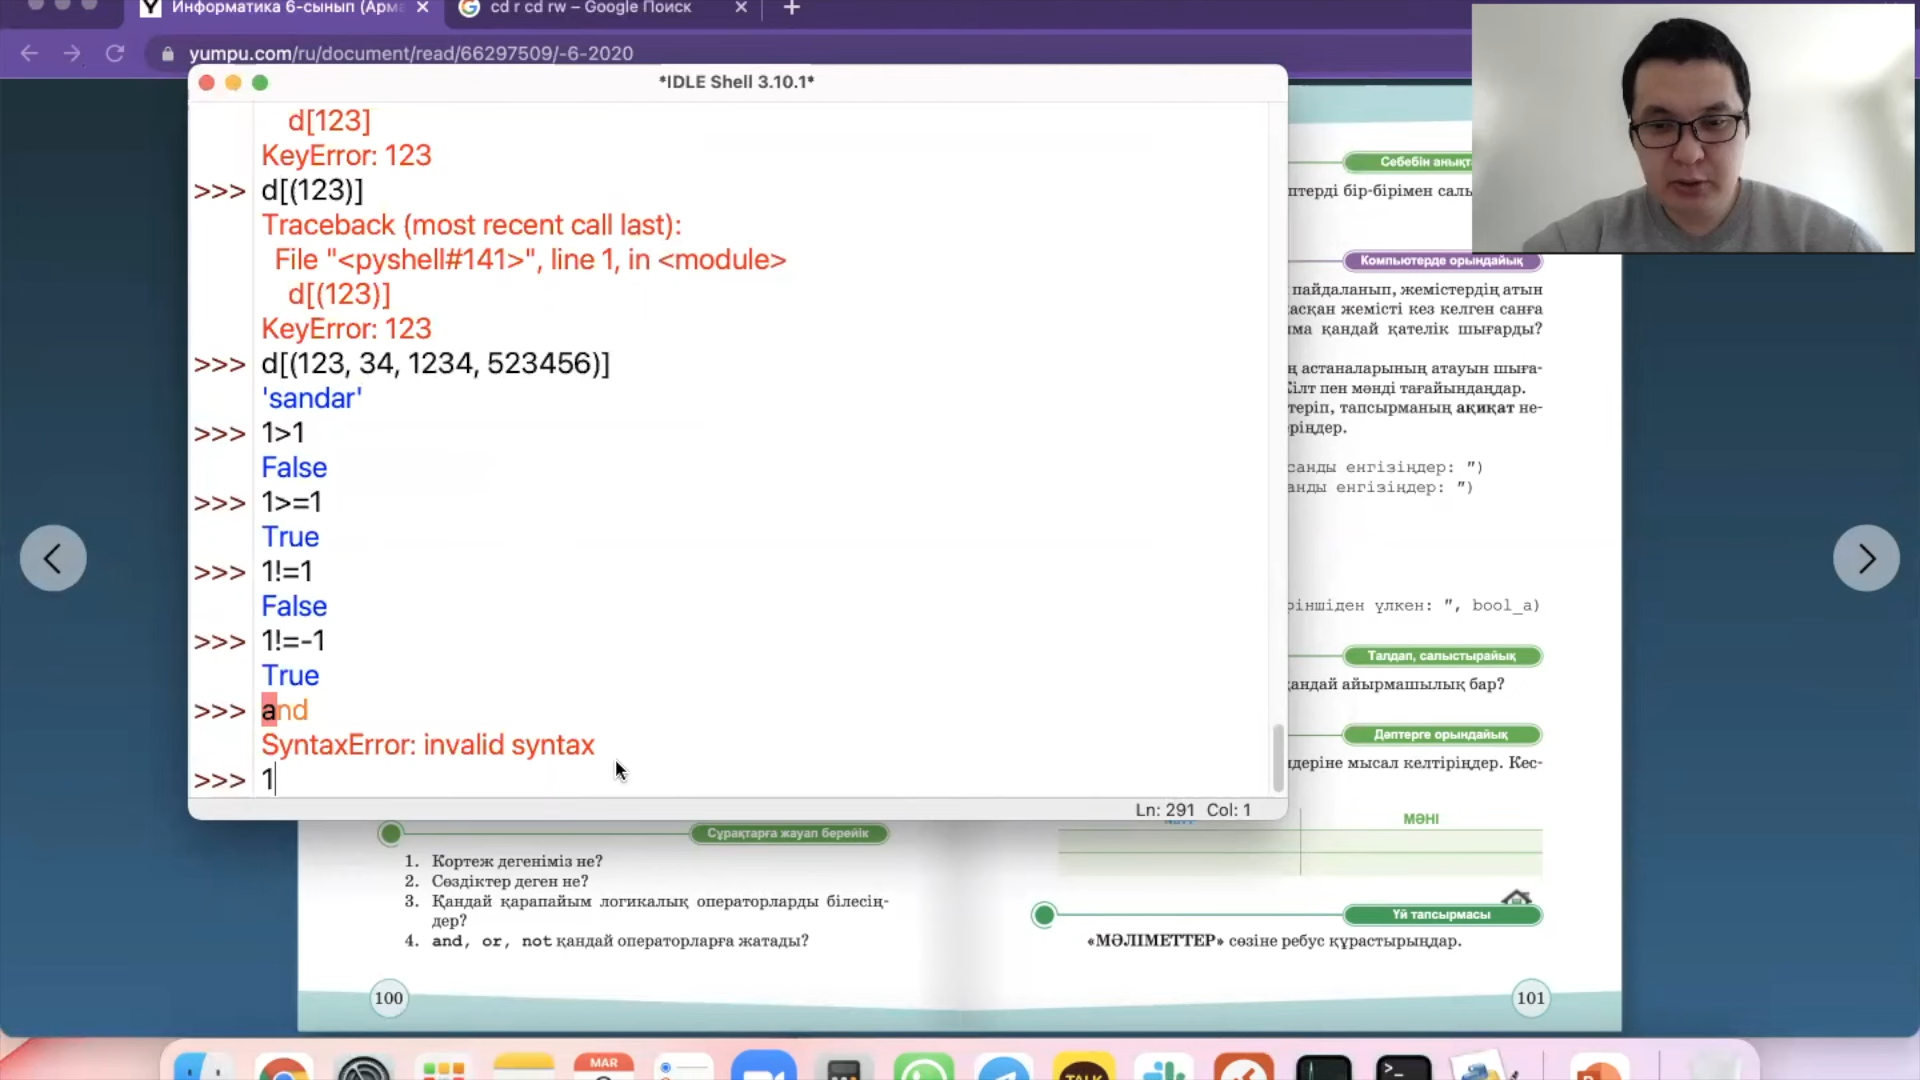 Информатика 6-сынып (Арма
cd r cd rw – Google Поиск
yumpu.com/ru/document/read/66297509/-6-2020
*IDLE Shell 3.10.1*
d[123]
KeyError: 123
>>> d[(123)]
Traceback (most recent call last):
File "<pyshell#141>", line 1, in <module>
d[(123)]
KeyError: 123
>>> d[(123, 34, 1234, 523456)]
'sandar'
>>> 1>1
False
>>> 1>=1
True
>>> 1!=1
False
>>> 1!=-1
True
>>> and
SyntaxError: invalid syntax
>>> 1
Ln: 291 Col: 1
Сұрақтарға жауап берейік
1. Кортеж дегеніміз не?
2. Сөздіктер деген не?
3. Қандай қарапайым логикалық операторларды білесің-
дер?
4. and, or, not қандай операторларға жатады?
100
Себебін анықт
птерді бір-бірімен салы
Компьютерде орындайық
пайдаланып, жемістердің атын
асқан жемісті кез келген санға
ма қандай қателік шығарды?
ң астаналарының атауын шыға-
ілт пен мәнді тағайындаңдар.
теріп, тапсырманың ақиқат не-
ріңдер.
санды енгізіңдер: ")
анды енгізіңдер: ")
ріншіден үлкен: ", bool_a)
Талдап, салыстырайық
қандай айырмашылық бар?
Дәптерге орындайық
деріне мысал келтіріңдер. Кес-
МӘНІ
Үй тапсырмасы
«МӘЛІМЕТТЕР» сөзіне ребус құрастырыңдар.
101
MAR
TALK